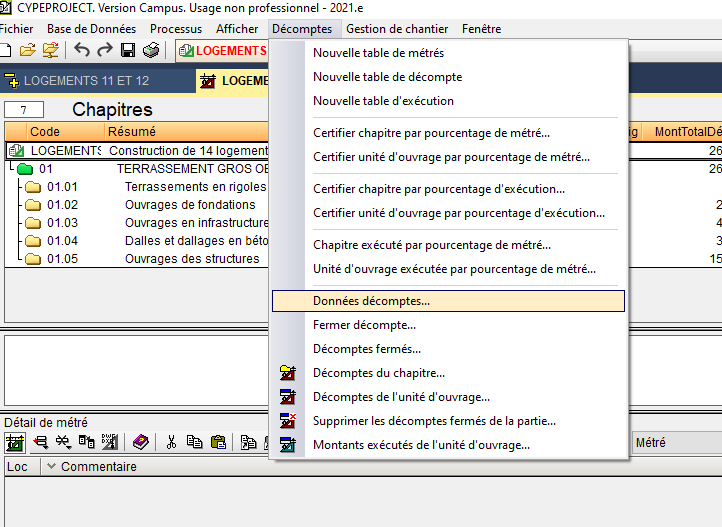 CYPEPROJECT. Version Campus. Usage non professionnel - 2021.e
Fichier Base de Données Processus Afficher Décomptes Gestion de chantier Fenêtre
LOGEMENTS
LOGEMENTS 11 ET 12 LOGEME
7 Chapitres
Code Résumé ig MontTotalDé
LOGEMENTS Construction de 14 logement 26
01 TERRASSEMENT GROS OE 26
01.01 Terrassements en rigoles
01.02 Ouvrages de fondations 2
01.03 Ouvrages en infrastructure 4
01.04 Dalles et dallages en béto 3
01.05 Ouvrages des structures 15
Nouvelle table de métrés
Nouvelle table de décompte
Nouvelle table d'exécution
Certifier chapitre par pourcentage de métré...
Certifier unité d'ouvrage par pourcentage de métré...
Certifier chapitre par pourcentage d'exécution...
Certifier unité d'ouvrage par pourcentage d'exécution...
Chapitre exécuté par pourcentage de métré...
Unité d'ouvrage exécutée par pourcentage de métré...
Données décomptes...
Fermer décompte...
Décomptes fermés...
Décomptes du chapitre...
Décomptes de l'unité d'ouvrage...
Supprimer les décomptes fermés de la partie...
Montants exécutés de l'unité d'ouvrage...
Détail de métré
Métré
Loc Commentaire